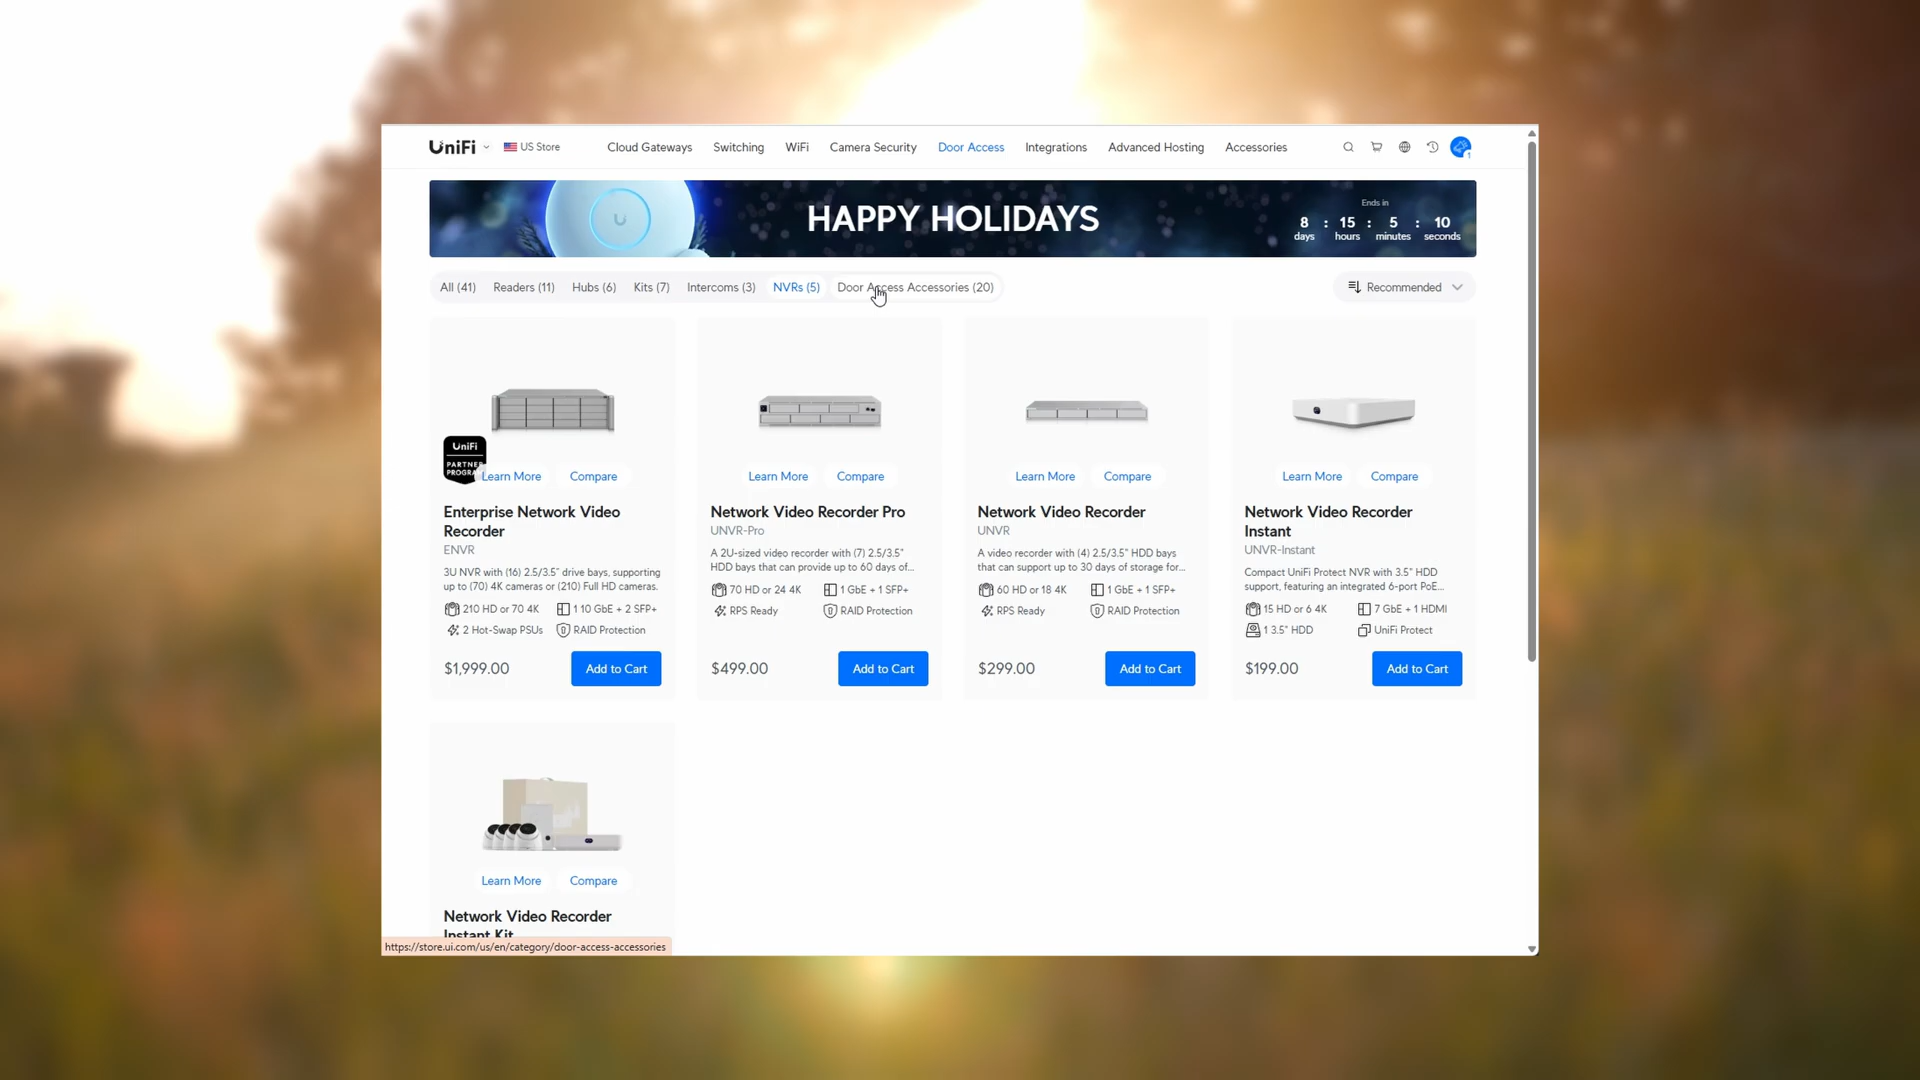 UniFi
US Store
Cloud Gateways
Switching
WiFi
Camera Security
Door Access
Integrations
Advanced Hosting
Accessories
1
U
HAPPY HOLIDAYS
Ends in
8 : 15 : 5 : 10
days hours minutes seconds
All (41)
Readers (11)
Hubs (6)
Kits (7)
Intercoms (3)
NVRs (5)
Door Access Accessories (20)
Recommended
UniFi
PARTNER
Learn More
Compare
Enterprise Network Video
Recorder
ENVR
3U NVR with (16) 2.5/3.5" drive bays, supporting
up to (70) 4K cameras or (210) Full HD cameras.
210 HD or 70 4K
1 10 GbE + 2 SFP+
2 Hot-Swap PSUs
RAID Protection
$1,999.00
Add to Cart
Learn More
Compare
Network Video Recorder Pro
UNVR-Pro
A 2U-sized video recorder with (7) 2.5/3.5"
HDD bays that can provide up to 60 days of...
70 HD or 24 4K
1 GbE + 1 SFP+
RPS Ready
RAID Protection
$499.00
Add to Cart
Learn More
Compare
Network Video Recorder
UNVR
A video recorder with (4) 2.5/3.5" HDD bays
that can support up to 30 days of storage for...
60 HD or 18 4K
1 GbE + 1 SFP+
RPS Ready
RAID Protection
$299.00
Add to Cart
Learn More
Compare
Network Video Recorder
Instant
UNVR-Instant
Compact UniFi Protect NVR with 3.5" HDD
support, featuring an integrated 6-port PoE...
15 HD or 6 4K
7 GbE + 1 HDMI
1 3.5" HDD
UniFi Protect
$199.00
Add to Cart
Learn More
Compare
Network Video Recorder
Instant Kit
https://store.ui.com/us/en/category/door-access-accessories